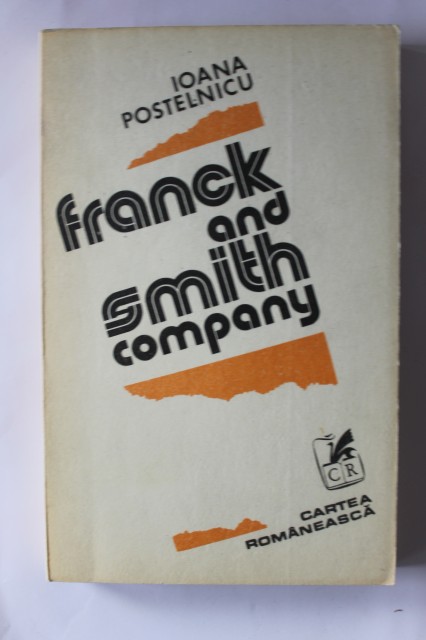 IOANA
POSTELNICU
franck
and
smith
company
CR
CARTEA
ROMÂNEASCĂ